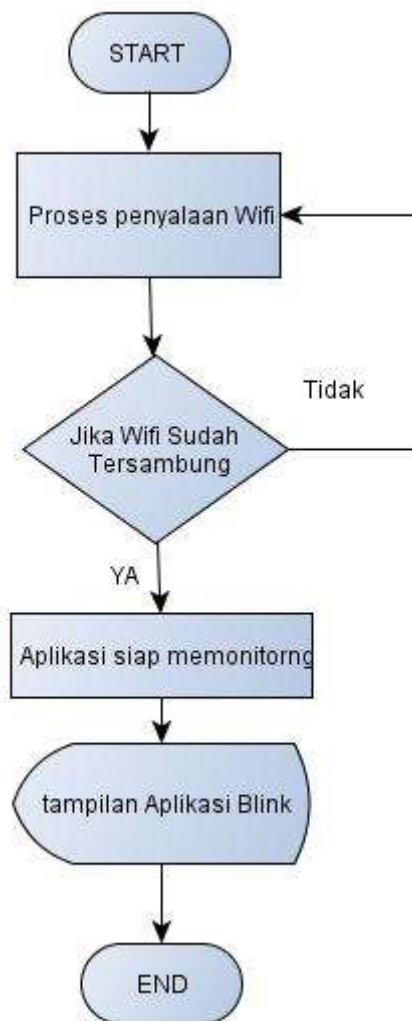 START
Proses penyalaan Wifi
Tidak
Jika Wifi Sudah
Tersambung
YA
Aplikasi siap memonitorng
tampilan Aplikasi Blink
END